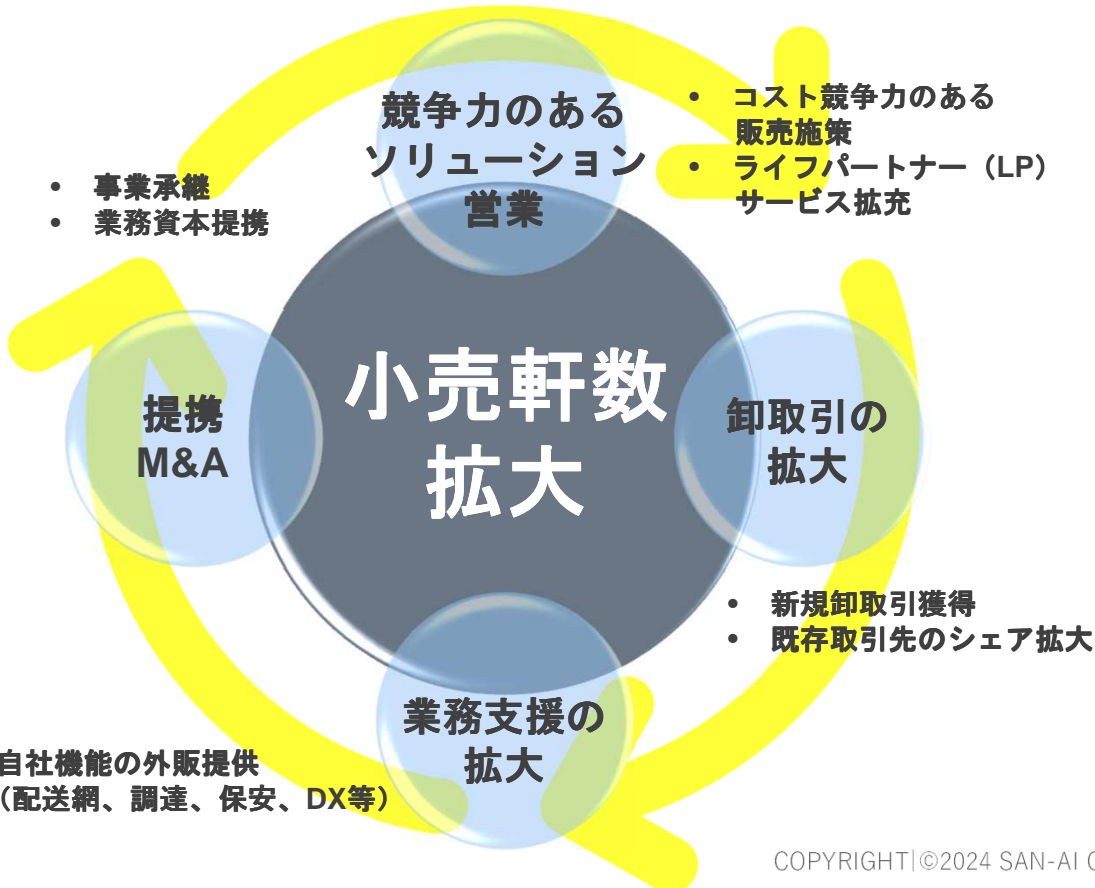 競争力のある
ソリューション
営業
• コスト競争力のある
販売施策
• ライフパートナー（LP）
サービス拡充
• 事業承継
• 業務資本提携
小売軒数
拡大
提携
M&A
卸取引の
拡大
• 新規卸取引獲得
• 既存取引先のシェア拡大
業務支援の
拡大
自社機能の外販提供
（配送網、調達、保安、DX等）
COPYRIGHT|©2024 SAN-AI